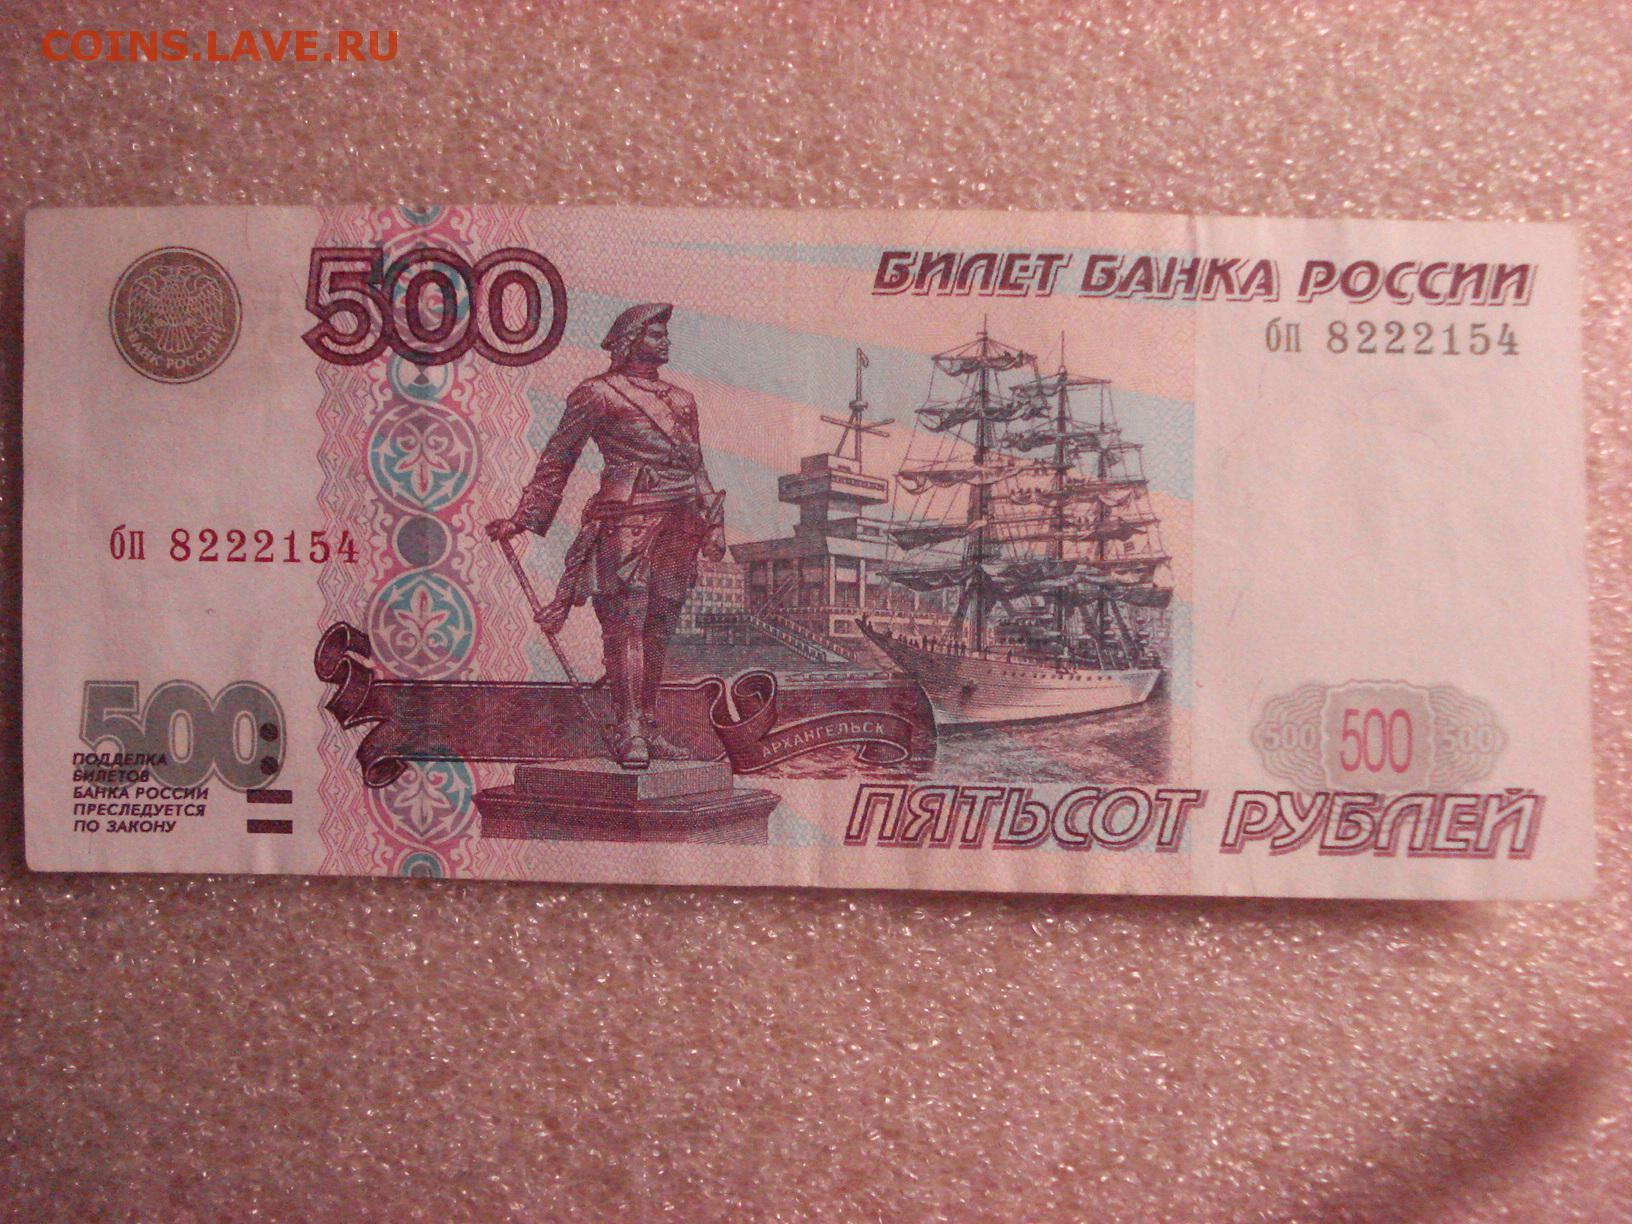 COINS.LAVE.RU
500
БИЛЕТ БАНКА РОССИИ
бп 8222154
БАНК РОССИИ
бп 8222154
АРХАНГЕЛЬСК
500
ПОДДЕЛКА
БИЛЕТОВ
БАНКА РОССИИ
ПРЕСЛЕДУЕТСЯ
ПО ЗАКОНУ
500 500 500
ПЯТЬСОТ РУБЛЕЙ